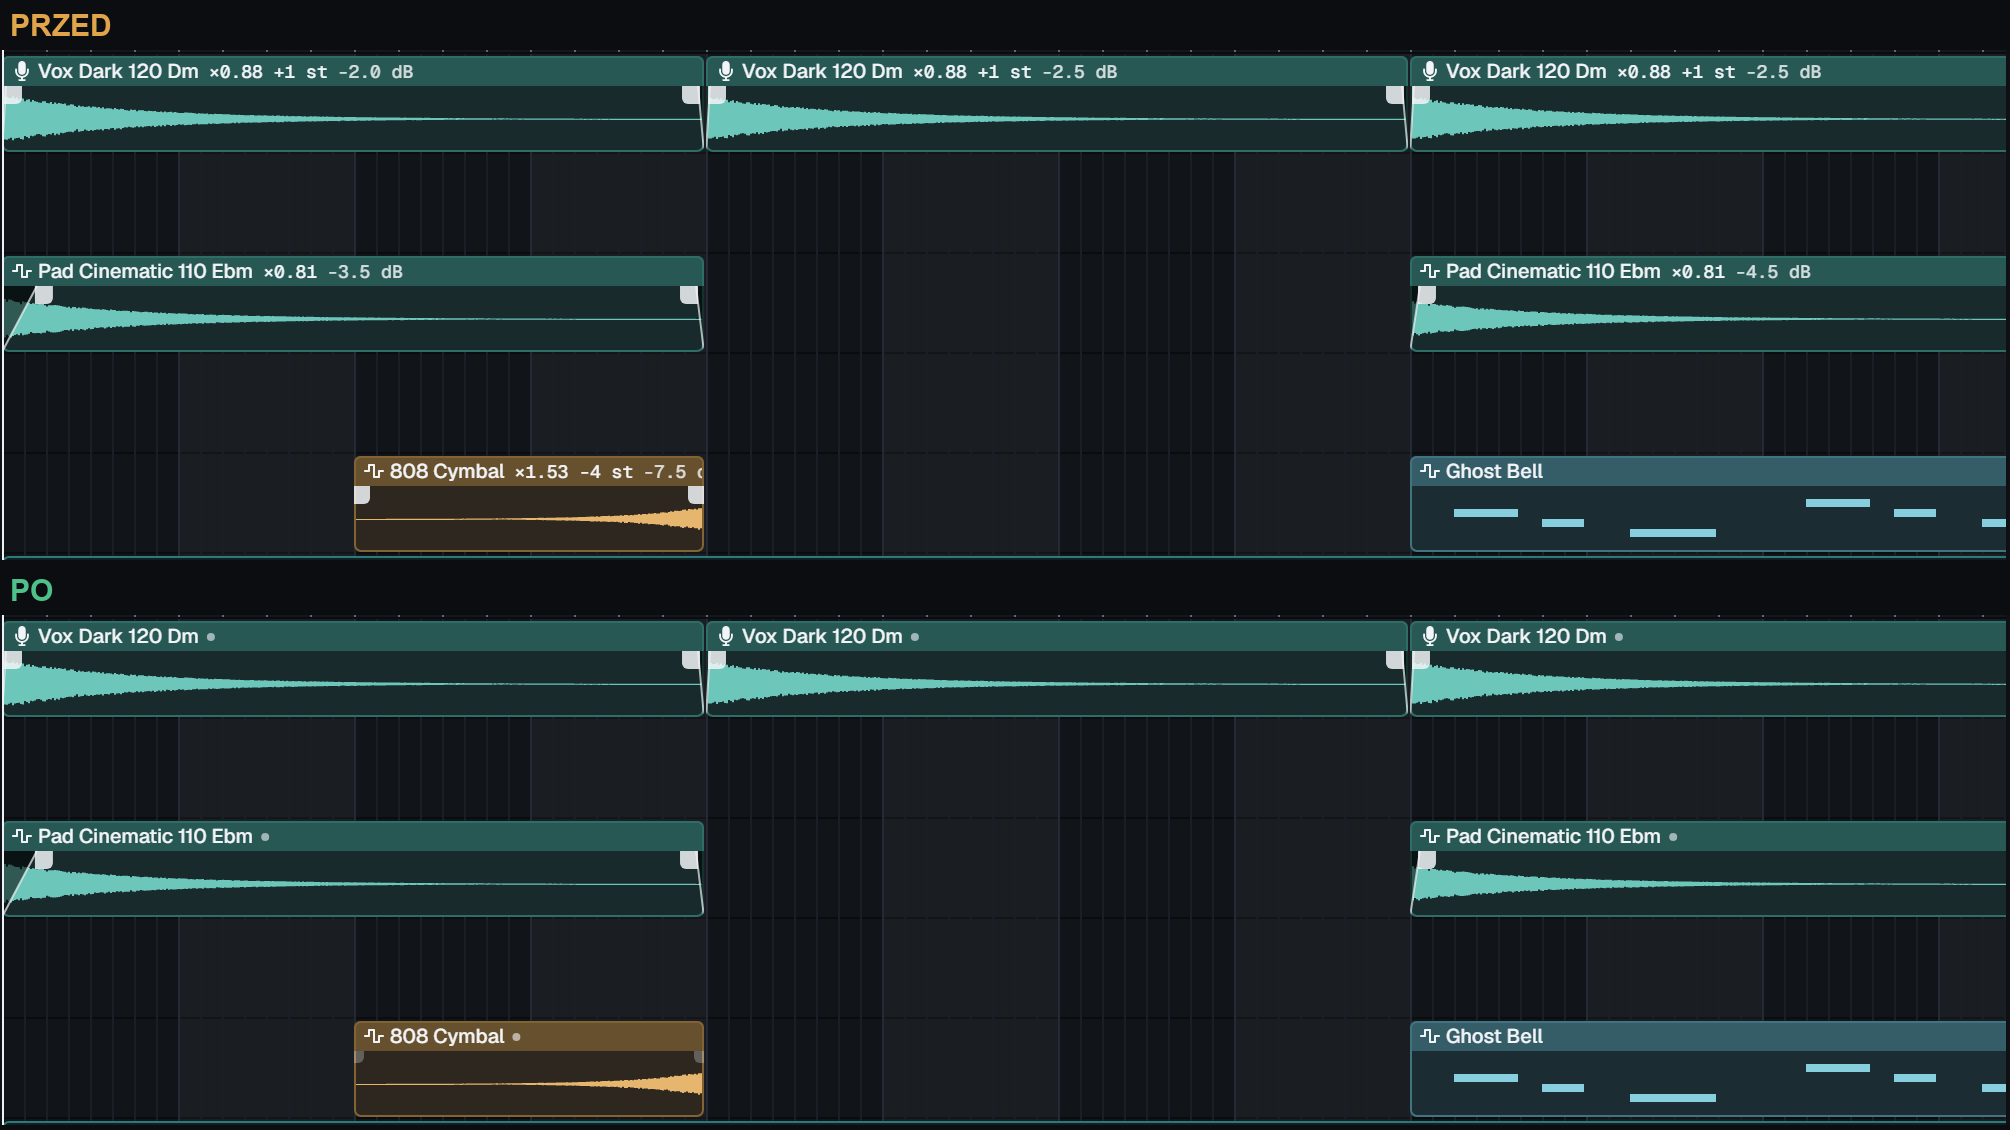 PRZED
Vox Dark 120 Dm ×0.88 +1 st -2.0 dB
Vox Dark 120 Dm ×0.88 +1 st -2.5 dB
Vox Dark 120 Dm ×0.88 +1 st -2.5 dB
Pad Cinematic 110 Ebm ×0.81 -3.5 dB
Pad Cinematic 110 Ebm ×0.81 -4.5 dB
808 Cymbal ×1.53 -4 st -7.5
Ghost Bell
PO
Vox Dark 120 Dm
Vox Dark 120 Dm
Vox Dark 120 Dm
Pad Cinematic 110 Ebm
Pad Cinematic 110 Ebm
808 Cymbal
Ghost Bell